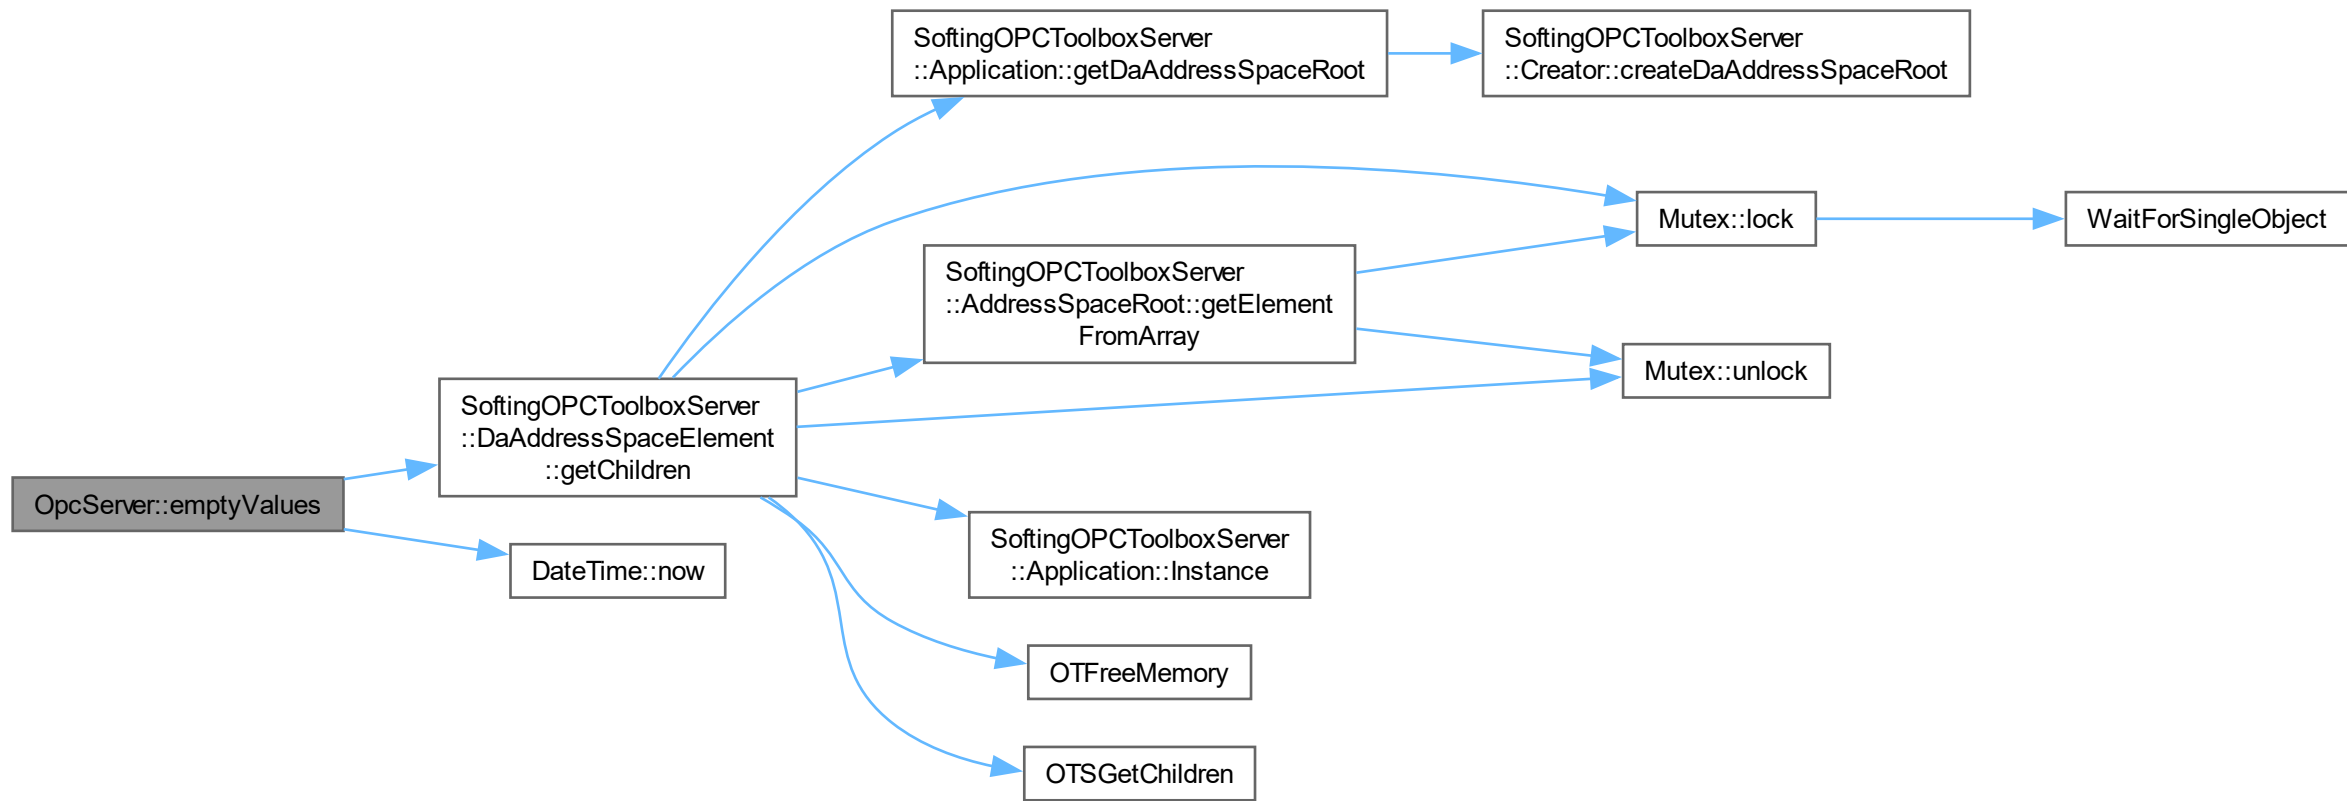 SoftingOPCToolboxServer
::Application::getDaAddressSpaceRoot
SoftingOPCToolboxServer
::Creator::createDaAddressSpaceRoot
Mutex::lock
WaitForSingleObject
SoftingOPCToolboxServer
::AddressSpaceRoot::getElement
FromArray
Mutex::unlock
SoftingOPCToolboxServer
::DaAddressSpaceElement
::getChildren
OpcServer::emptyValues
SoftingOPCToolboxServer
::Application::Instance
DateTime::now
OTFreeMemory
OTSGetChildren